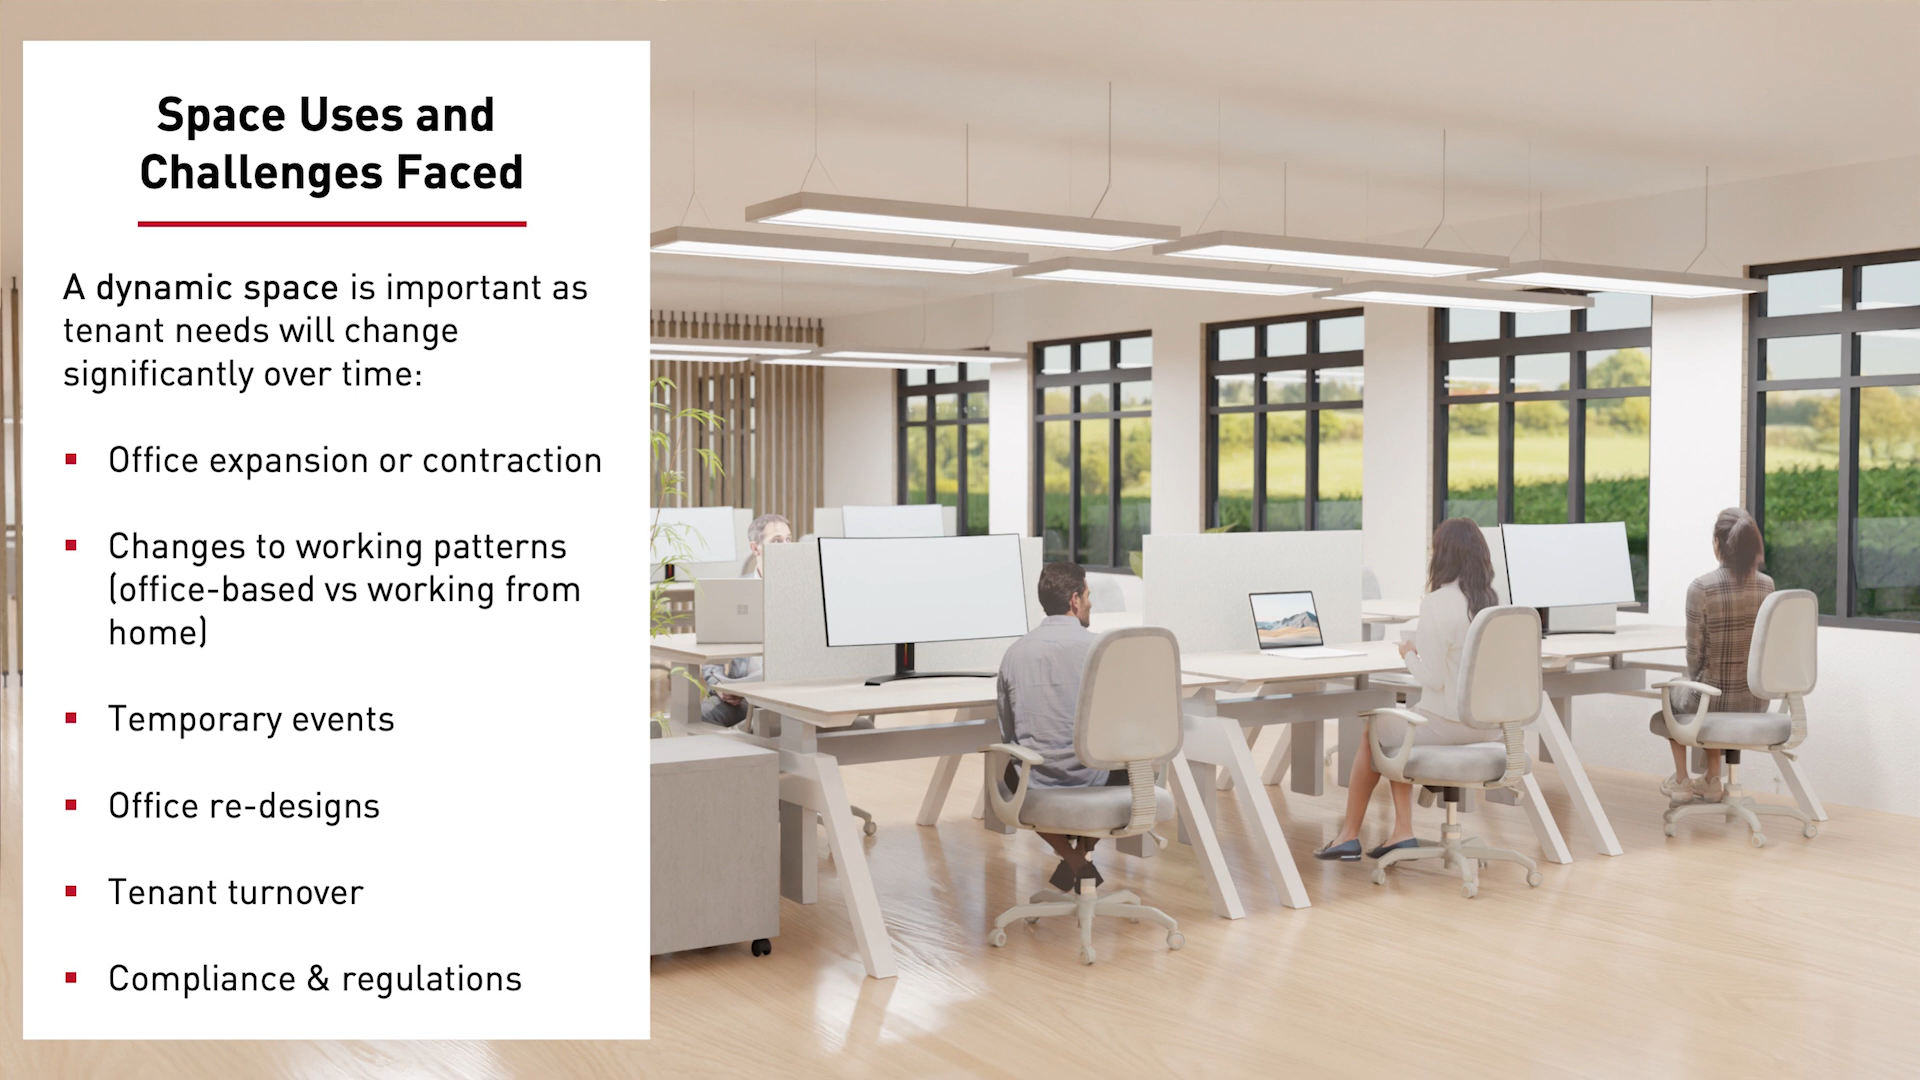 Space Uses and
Challenges Faced
A dynamic space is important as
tenant needs will change
significantly over time:
▪ Office expansion or contraction
▪ Changes to working patterns
(office-based vs working from
home)
▪ Temporary events
▪ Office re-designs
▪ Tenant turnover
▪ Compliance & regulations